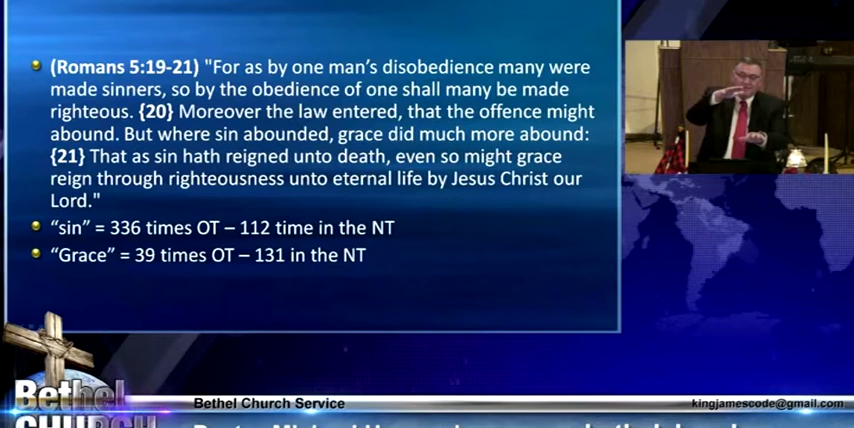 (Romans 5:19-21) "For as by one man's disobedience many were
made sinners, so by the obedience of one shall many be made
righteous. {20} Moreover the law entered, that the offence might
abound. But where sin abounded, grace did much more abound:
{21} That as sin hath reigned unto death, even so might grace
reign through righteousness unto eternal life by Jesus Christ our
Lord."
"sin" = 336 times OT – 112 time in the NT
"Grace" = 39 times OT – 131 in the NT
Bethel
CHURCH
Bethel Church Service
kingjamescode@gmail.com